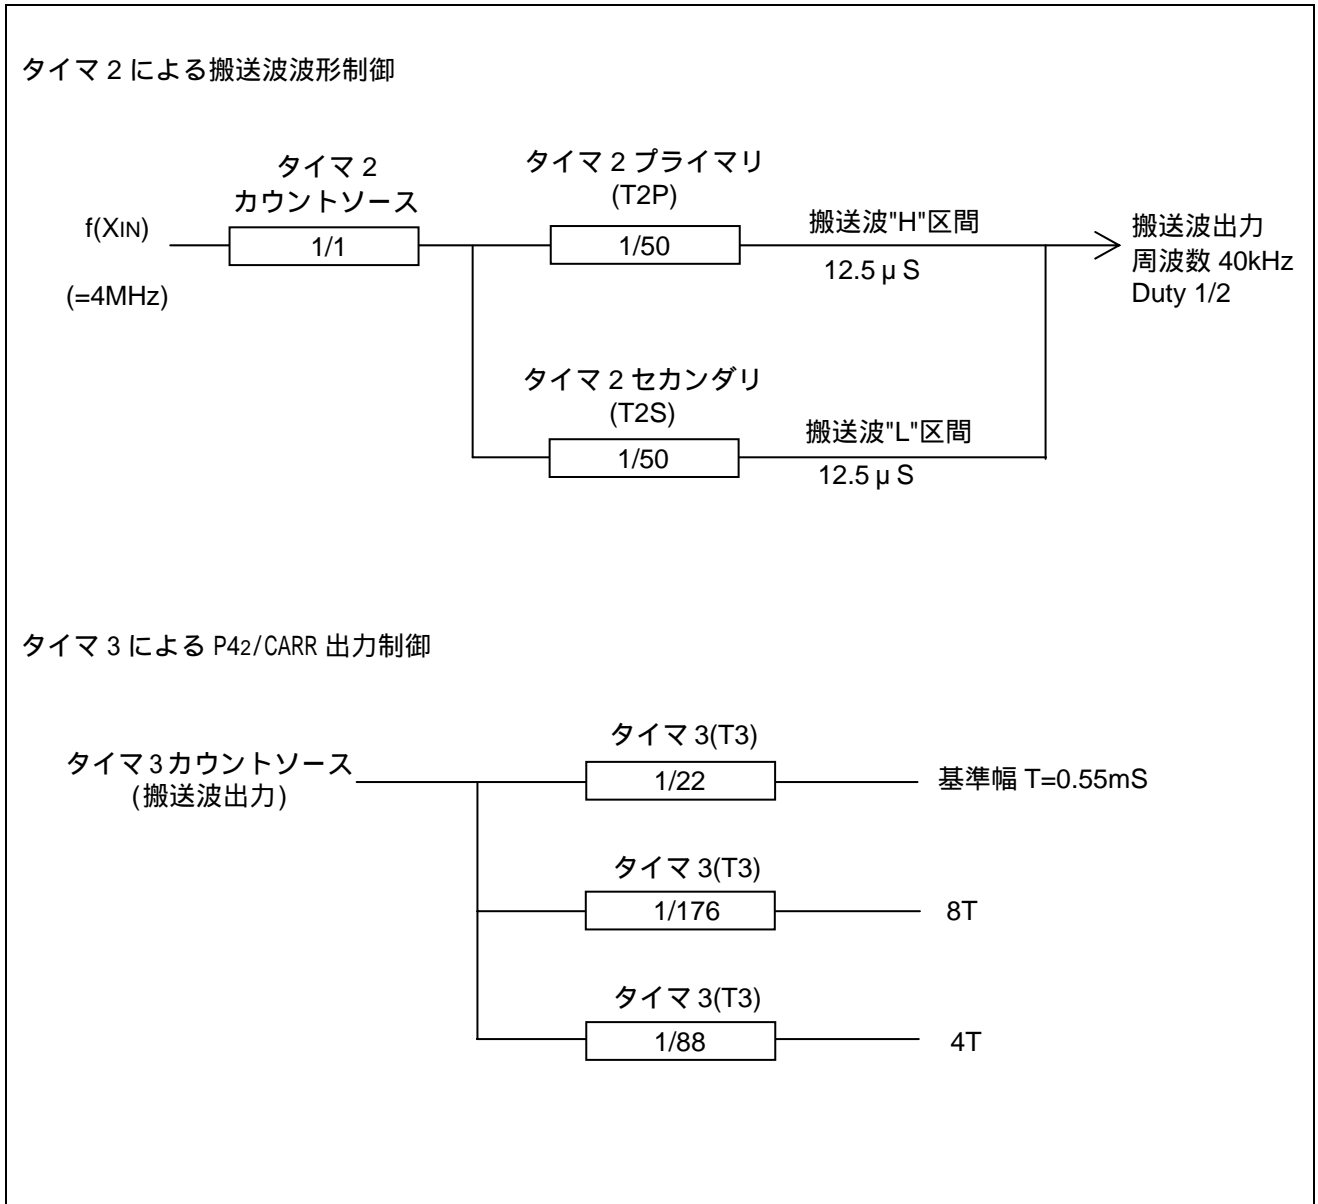 タイマ 2 による搬送波波形制御
タイマ 2
カウントソース
タイマ 2 プライマリ
(T2P)
f(XIN)
1/1
1/50
搬送波"H"区間
12.5 μ S
搬送波出力
周波数 40kHz
Duty 1/2
(=4MHz)
タイマ 2 セカンダリ
(T2S)
1/50
搬送波"L"区間
12.5 μ S
タイマ 3 による P42/CARR 出力制御
タイマ 3(T3)
タイマ 3 カウントソース
(搬送波出力)
1/22
基準幅 T=0.55mS
タイマ 3(T3)
1/176
8T
タイマ 3(T3)
1/88
4T